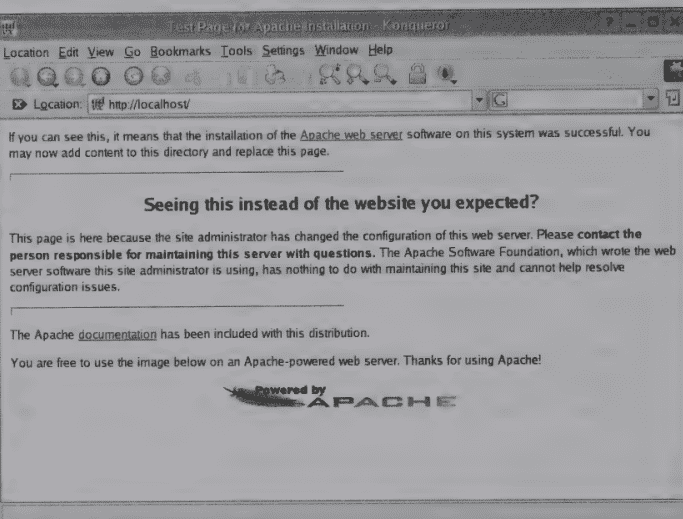 Test Page for Apache Installation - Konqueror
Location Edit View Go Bookmarks Tools Settings Window Help
Location: http://localhost/
If you can see this, it means that the installation of the Apache web server software on this system was successful. You
may now add content to this directory and replace this page.
Seeing this instead of the website you expected?
This page is here because the site administrator has changed the configuration of this web server. Please contact the
person responsible for maintaining this server with questions. The Apache Software Foundation, which wrote the web
server software this site administrator is using, has nothing to do with maintaining this site and cannot help resolve
configuration issues.
The Apache documentation has been included with this distribution.
You are free to use the image below on an Apache-powered web server. Thanks for using Apache!
Powered by
APACHE